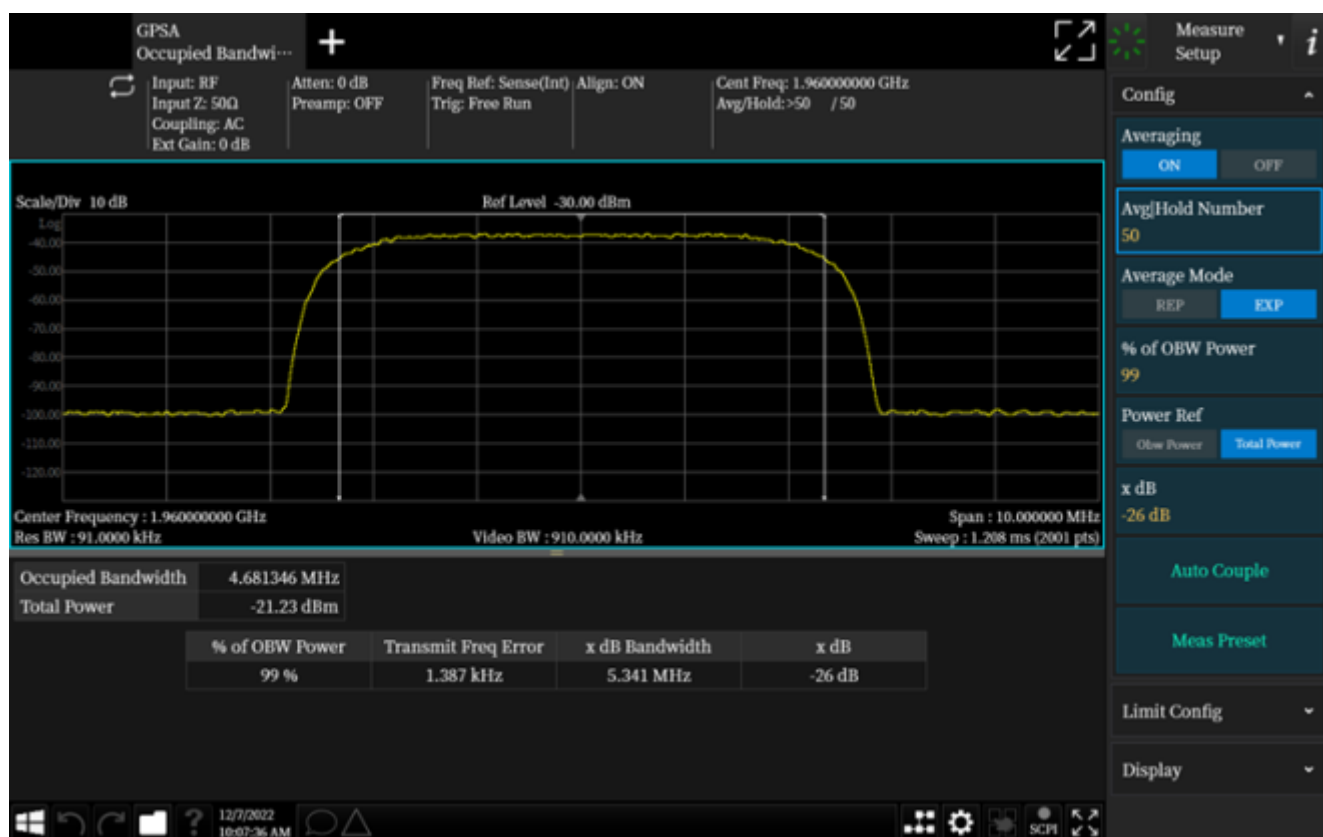 GPSA
Occupied Bandwi···
+
Measure
Setup
i
Input: RF
Input Z: 50Ω
Coupling: AC
Ext Gain: 0 dB
Atten: 0 dB
Preamp: OFF
Freq Ref: Sense(Int)
Trig: Free Run
Align: ON
Cent Freq: 1.960000000 GHz
Avg/Hold:>50 / 50
Scale/Div 10 dB
Ref Level -30.00 dBm
Log
-40.00
-50.00
-60.00
-70.00
-80.00
-90.00
-100.00
-110.00
-120.00
Center Frequency : 1.960000000 GHz
Span : 10.000000 MHz
Res BW : 91.0000 kHz
Video BW : 910.0000 kHz
Sweep : 1.208 ms (2001 pts)
Occupied Bandwidth 4.681346 MHz
Total Power -21.23 dBm
% of OBW Power Transmit Freq Error x dB Bandwidth x dB
99 % 1.387 kHz 5.341 MHz -26 dB
Config
Averaging
ON OFF
Avg|Hold Number
50
Average Mode
REP EXP
% of OBW Power
99
Power Ref
Obw Power Total Power
x dB
-26 dB
Auto Couple
Meas Preset
Limit Config
Display
?
12/7/2022
10:07:36 AM
SCPI